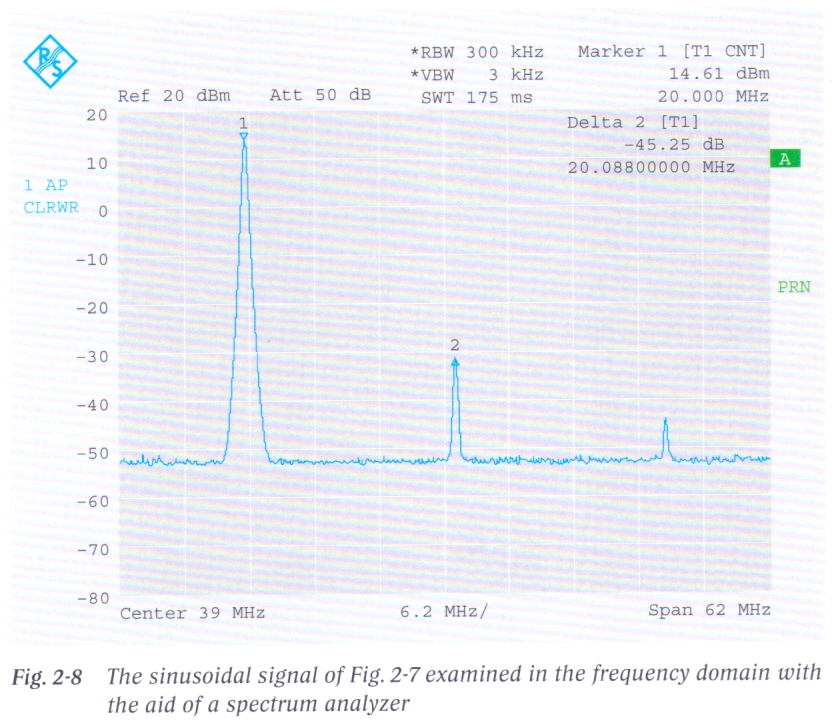 R&S
*RBW 300 kHz Marker 1 [T1 CNT]
*VBW 3 kHz 14.61 dBm
Ref 20 dBm Att 50 dB SWT 175 ms 20.000 MHz
20
1
Delta 2 [T1]
-45.25 dB
A
10
20.08800000 MHz
1 AP
CLRWR
0
-10
PRN
-20
2
-30
-40
-50
-60
-70
-80
Center 39 MHz 6.2 MHz/ Span 62 MHz
Fig. 2-8 The sinusoidal signal of Fig. 2-7 examined in the frequency domain with
the aid of a spectrum analyzer